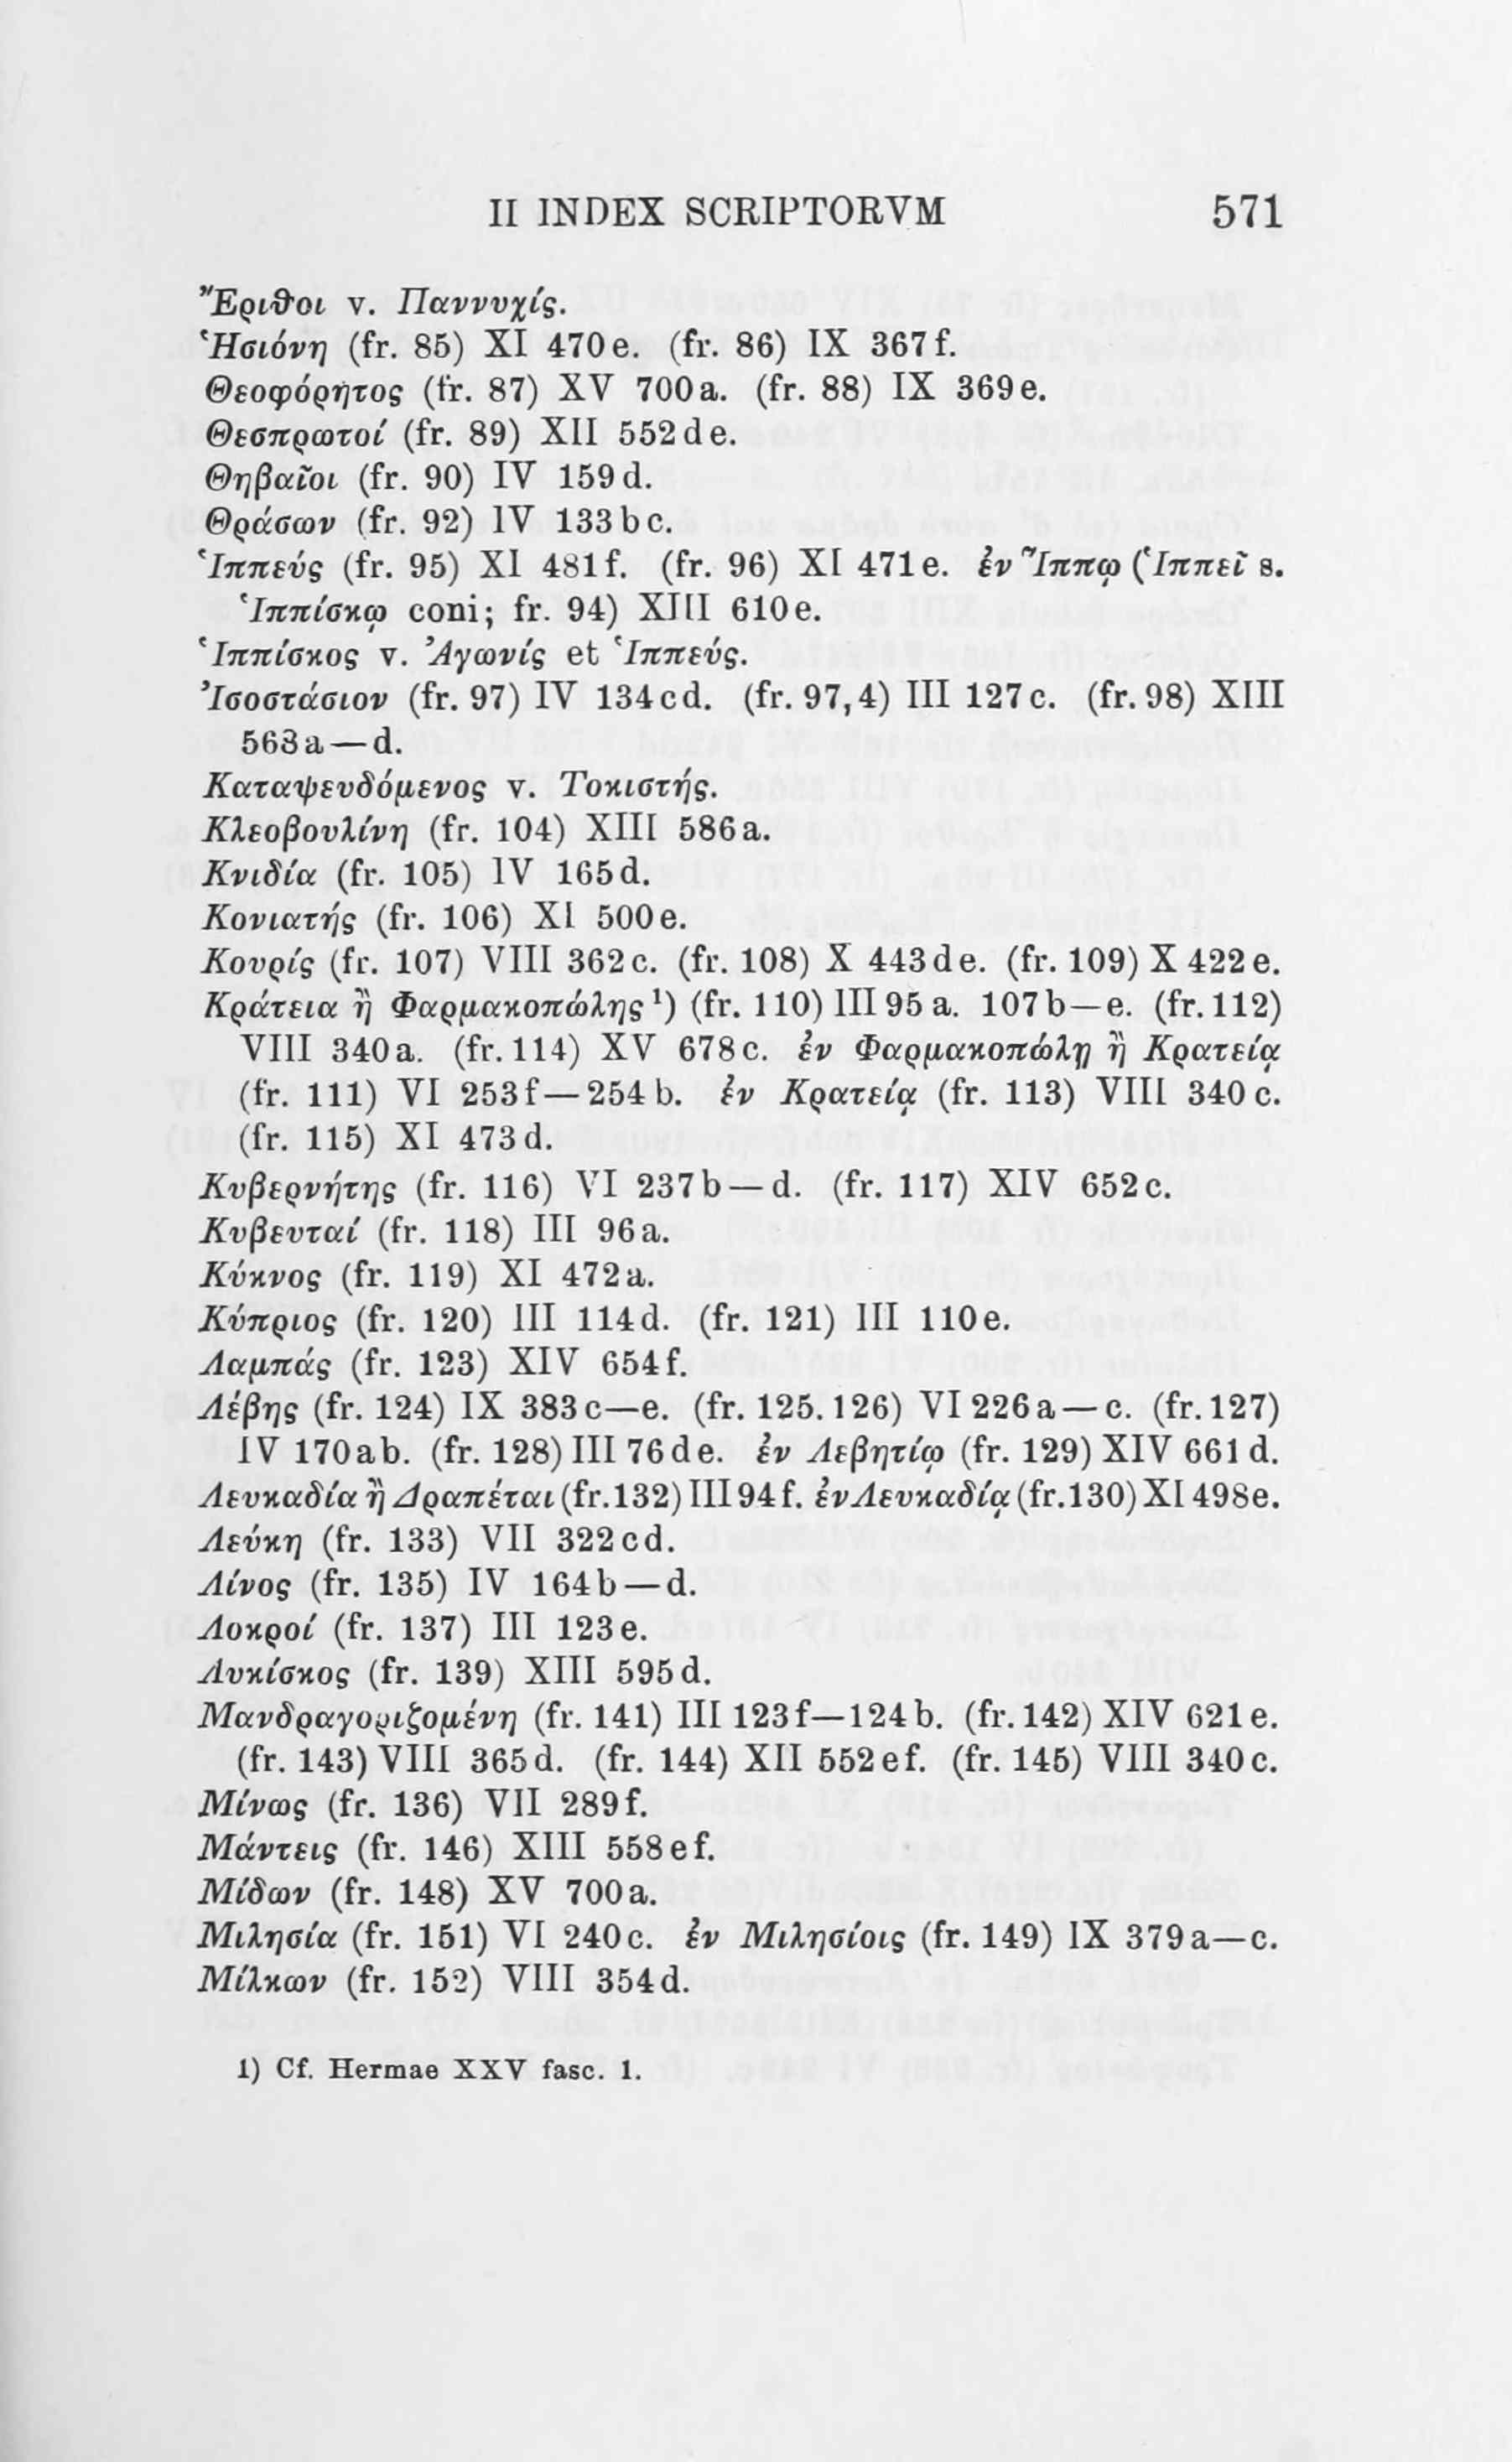 II INDEX SCRIPTORVM 571
Ἔριθοι v. Παννυχίς.
Ἡσιόνη (fr. 85) XI 470e. (fr. 86) IX 367f.
Θεοφόρητος (fr. 87) XV 700a. (fr. 88) IX 369e.
Θεσπρωτοί (fr. 89) XII 552de.
Θηβαῖοι (fr. 90) IV 159d.
Θράσων (fr. 92) IV 133bc.
Ἱππεύς (fr. 95) XI 481f. (fr. 96) XI 471e. ἐν Ἵππῳ (Ἱππεῖ s.
Ἱππίσκῳ coni; fr. 94) XIII 610e.
Ἱππίσκος v. Ἀγωνίς et Ἱππεύς.
Ἰσοστάσιον (fr. 97) IV 134cd. (fr. 97,4) III 127c. (fr. 98) XIII
568a—d.
Καταψευδόμενος v. Τοκιστής.
Κλεοβουλίνη (fr. 104) XIII 586a.
Κνιδία (fr. 105) IV 165d.
Κονιατής (fr. 106) XI 500e.
Κουρίς (fr. 107) VIII 362c. (fr. 108) X 443de. (fr. 109) X 422e.
Κράτεια ἢ Φαρμακοπώλης¹) (fr. 110) III 95a. 107b—e. (fr. 112)
VIII 340a. (fr. 114) XV 678c. ἐν Φαρμακοπώλῃ ἢ Κρατείᾳ
(fr. 111) VI 253f—254b. ἐν Κρατείᾳ (fr. 113) VIII 340c.
(fr. 115) XI 473d.
Κυβερνήτης (fr. 116) VI 237b—d. (fr. 117) XIV 652c.
Κυβευταί (fr. 118) III 96a.
Κύκνος (fr. 119) XI 472a.
Κύπριος (fr. 120) III 114d. (fr. 121) III 110e.
Λαμπάς (fr. 123) XIV 654f.
Λέβης (fr. 124) IX 383c—e. (fr. 125. 126) VI 226a—c. (fr. 127)
IV 170ab. (fr. 128) III 76de. ἐν Λεβητίῳ (fr. 129) XIV 661d.
Λευκαδία ἢ Δραπέται (fr. 132) III 94f. ἐν Λευκαδίᾳ (fr. 130) XI 498e.
Λεύκη (fr. 133) VII 322cd.
Λίνος (fr. 135) IV 164b—d.
Λοκροί (fr. 137) III 123e.
Λυκίσκος (fr. 139) XIII 595d.
Μανδραγοριζομένη (fr. 141) III 123f—124b. (fr. 142) XIV 621e.
(fr. 143) VIII 365d. (fr. 144) XII 552ef. (fr. 145) VIII 340c.
Μίνως (fr. 136) VII 289f.
Μάντεις (fr. 146) XIII 558ef.
Μίδων (fr. 148) XV 700a.
Μιλησία (fr. 151) VI 240c. ἐν Μιλησίοις (fr. 149) IX 379a—c.
Μίλκων (fr. 152) VIII 354d.
1) Cf. Hermae XXV fasc. 1.